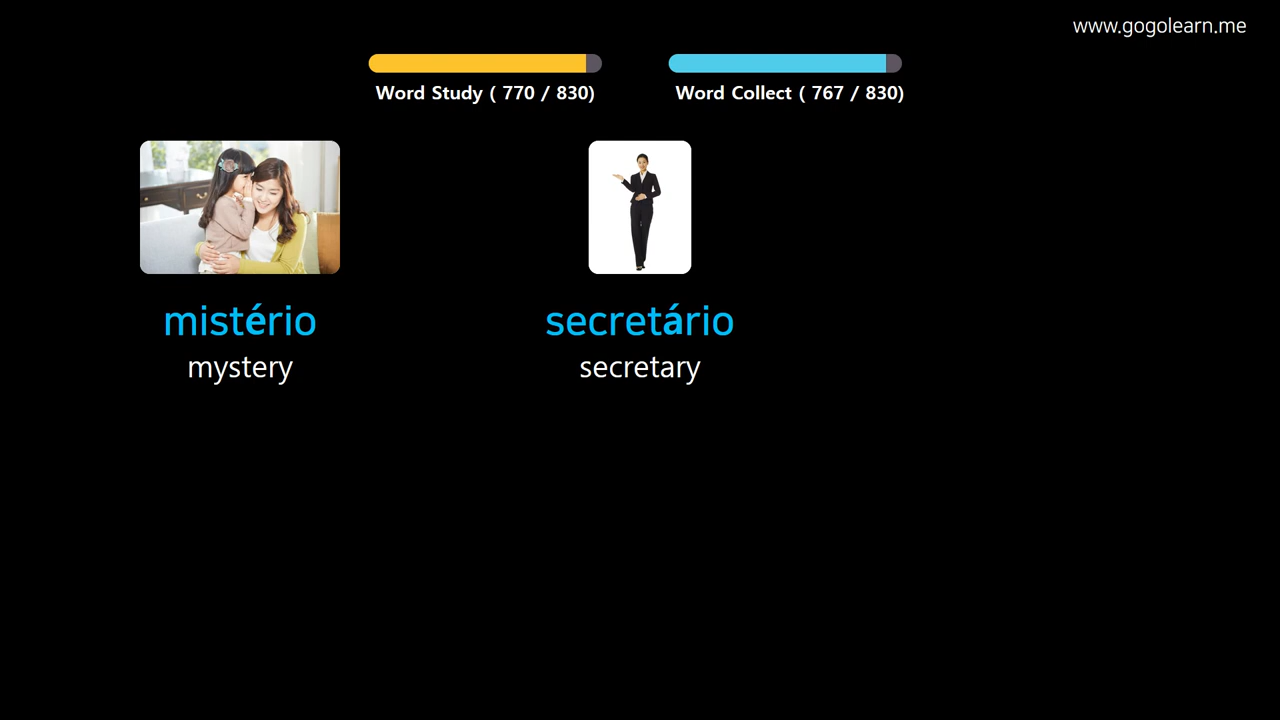 www.gogolearn.me
Word Study ( 770 / 830)
Word Collect ( 767 / 830)
mistério
mystery
secretário
secretary